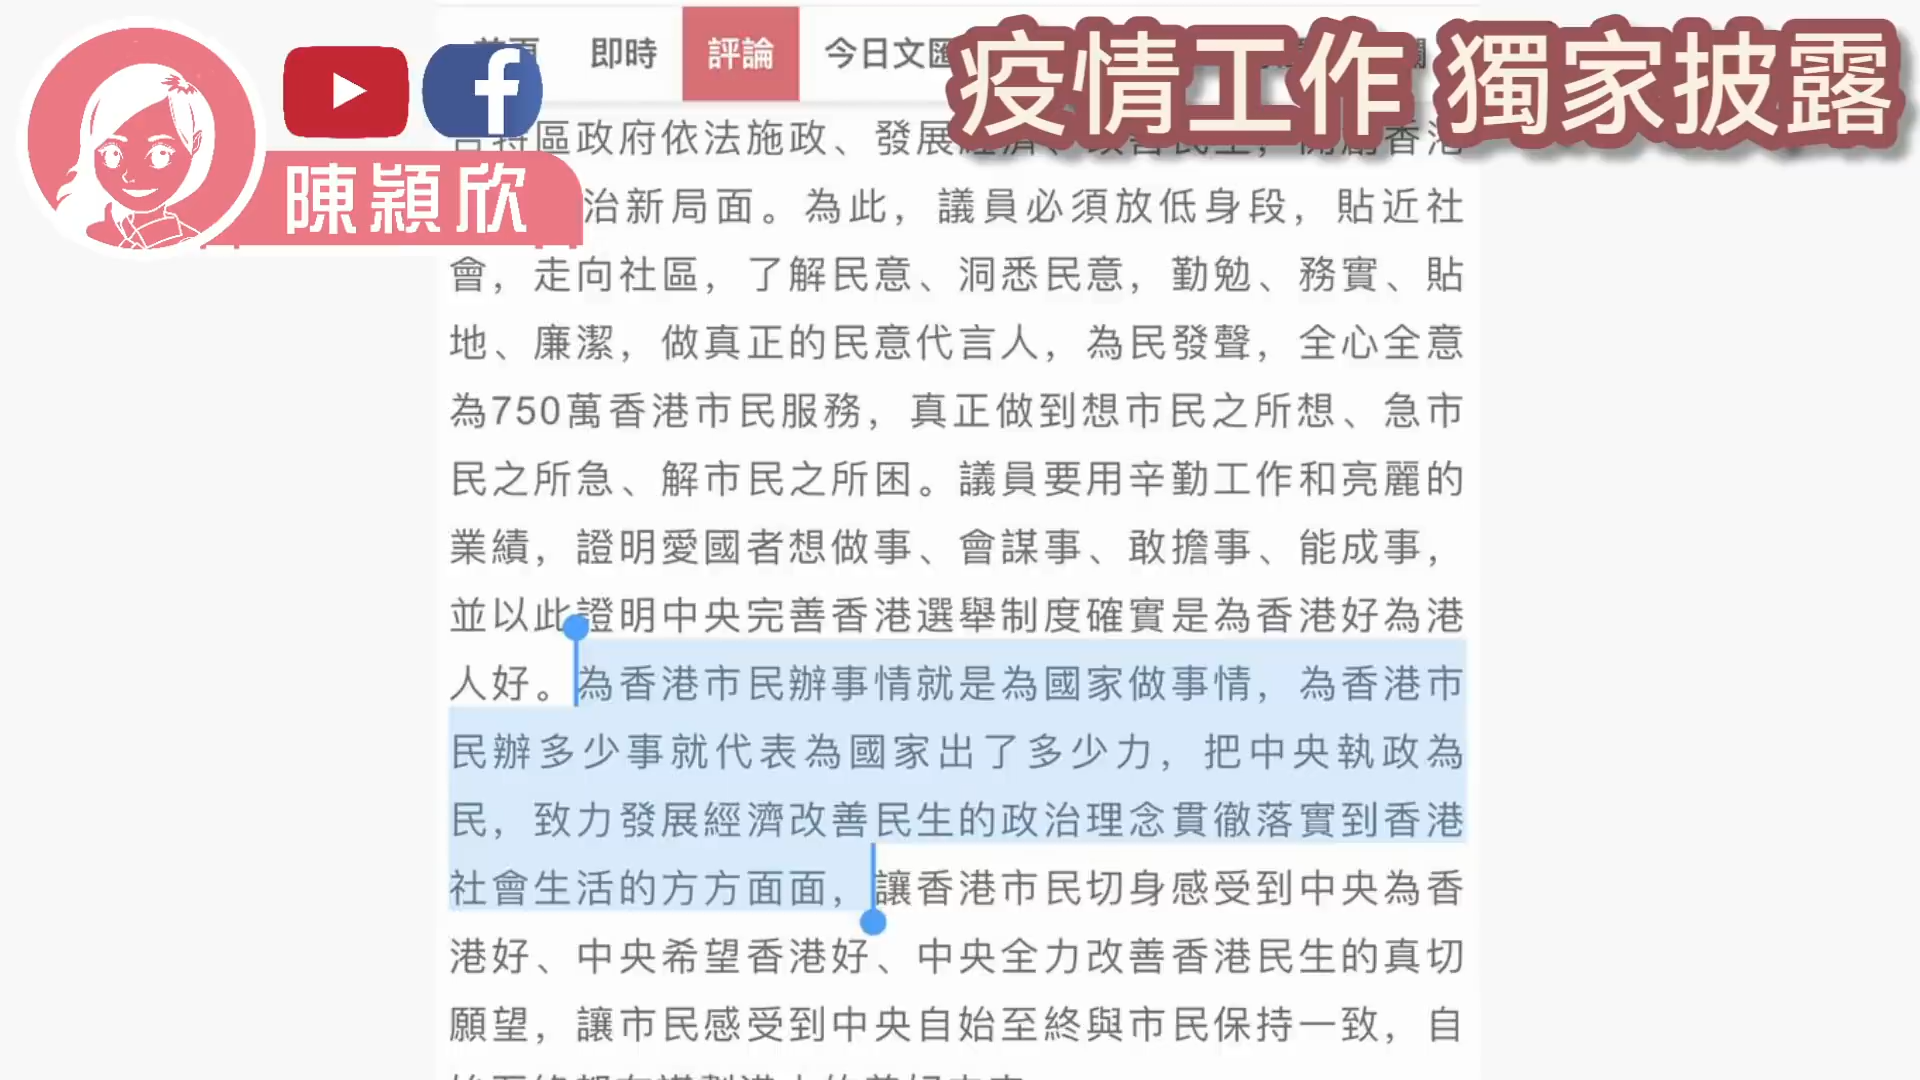 疫情工作 獨家披露
陳穎欣
即時 評論 今日文匯
特區政府依法施政、發展經濟、改善民生，開創香港
治新局面。為此，議員必須放低身段，貼近社
會，走向社區，了解民意、洞悉民意，勤勉、務實、貼
地、廉潔，做真正的民意代言人，為民發聲，全心全意
為750萬香港市民服務，真正做到想市民之所想、急市
民之所急、解市民之所困。議員要用辛勤工作和亮麗的
業績，證明愛國者想做事、會謀事、敢擔事、能成事，
並以此證明中央完善香港選舉制度確實是為香港好為港
人好。為香港市民辦事情就是為國家做事情，為香港市
民辦多少事就代表為國家出了多少力，把中央執政為
民，致力發展經濟改善民生的政治理念貫徹落實到香港
社會生活的方方面面，讓香港市民切身感受到中央為香
港好、中央希望香港好、中央全力改善香港民生的真切
願望，讓市民感受到中央自始至終與市民保持一致，自